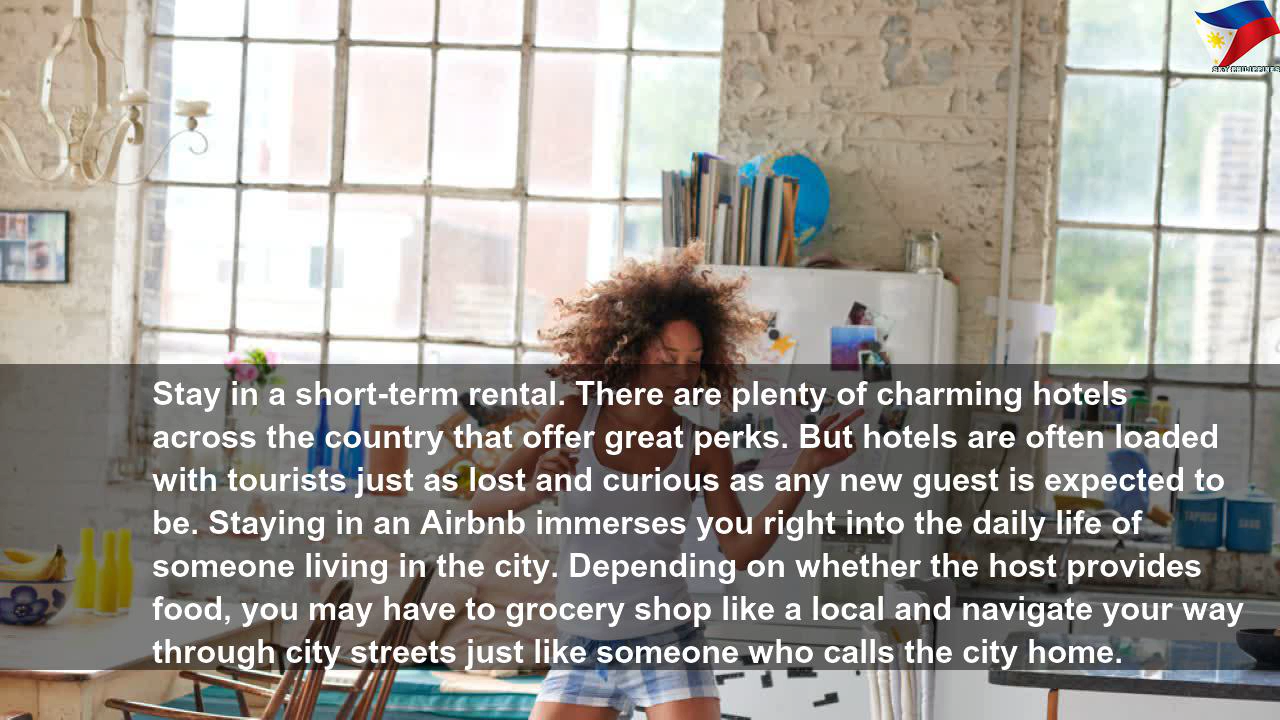 SKY PHILIPPINES
Stay in a short-term rental. There are plenty of charming hotels
across the country that offer great perks. But hotels are often loaded
with tourists just as lost and curious as any new guest is expected to
be. Staying in an Airbnb immerses you right into the daily life of
someone living in the city. Depending on whether the host provides
food, you may have to grocery shop like a local and navigate your way
through city streets just like someone who calls the city home.
TAPIOCA
SAGO